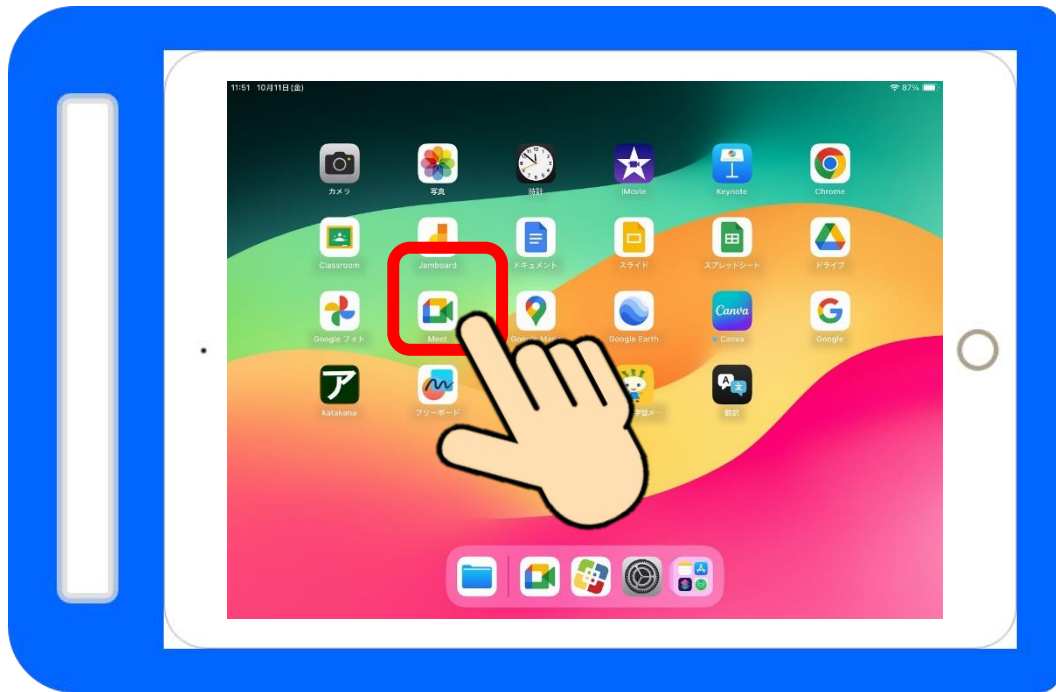 11:51 10月11日(金)
87%
カメラ
写真
時計
iMovie
Keynote
Chrome
Classroom
Jamboard
ドキュメント
スライド
スプレッドシート
ドライブ
Google フォト
Meet
Google Map
Google Earth
Canva
Canva
Google
ア
katakana
フリーボード
翻訳